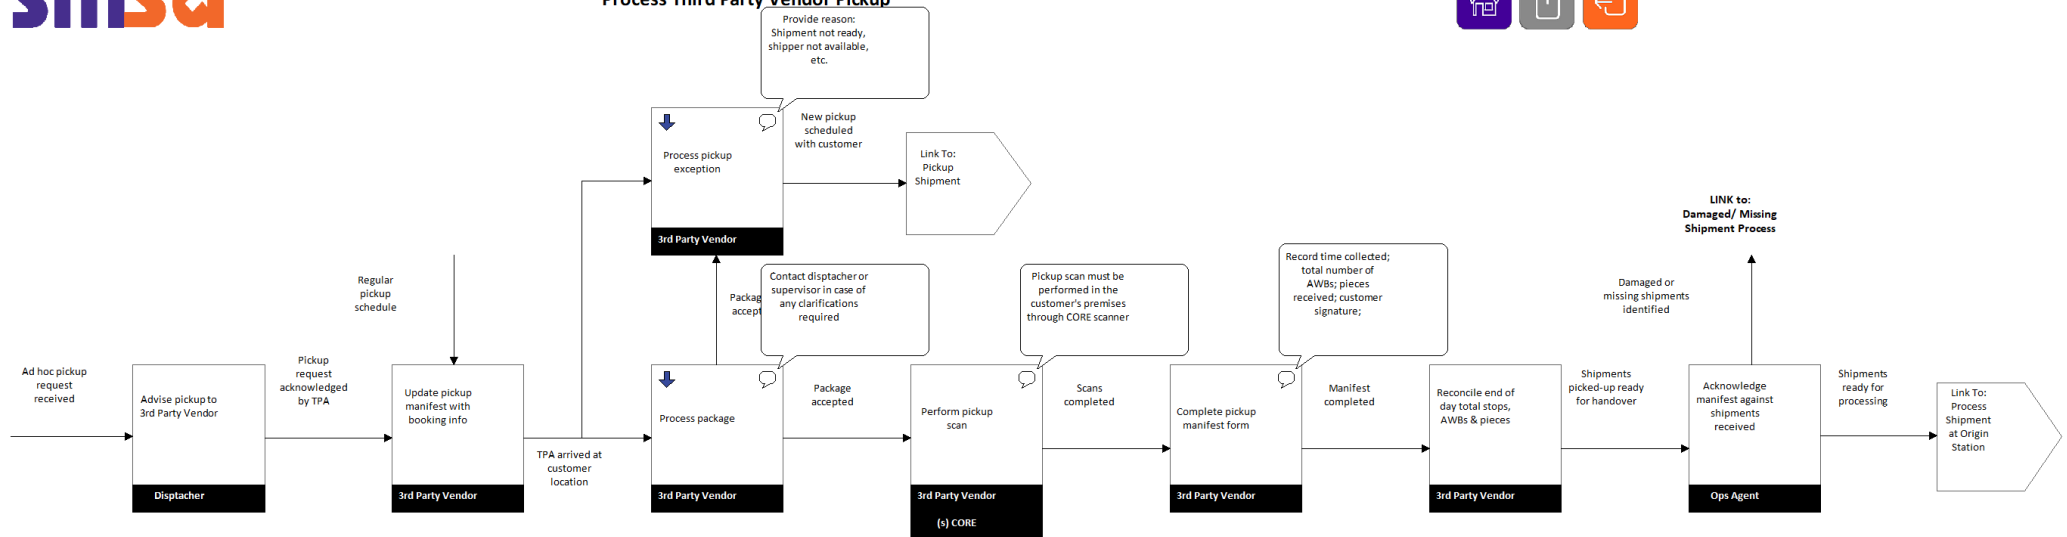 smsa
Process Third Party Vendor Pickup
Provide reason:
Shipment not ready,
shipper not available,
etc.
Process pickup
exception
3rd Party Vendor
New pickup
scheduled
with customer
Link To:
Pickup
Shipment
LINK to:
Damaged/ Missing
Shipment Process
Regular
pickup
schedule
Contact disptacher or
supervisor in case of
any clarifications
required
Pickup scan must be
performed in the
customer's premises
through CORE scanner
Record time collected;
total number of
AWBs; pieces
received; customer
signature;
Damaged or
missing shipments
identified
Ad hoc pickup
request
received
Advise pickup to
3rd Party Vendor
Disptacher
Pickup
request
acknowledged
by TPA
Update pickup
manifest with
booking info
3rd Party Vendor
TPA arrived at
customer
location
Process package
3rd Party Vendor
Package
accepted
Perform pickup
scan
3rd Party Vendor
(s) CORE
Scans
completed
Complete pickup
manifest form
3rd Party Vendor
Manifest
completed
Reconcile end of
day total stops,
AWBs & pieces
3rd Party Vendor
Shipments
picked-up ready
for handover
Acknowledge
manifest against
shipments
received
Ops Agent
Shipments
ready for
processing
Link To:
Process
Shipment
at Origin
Station